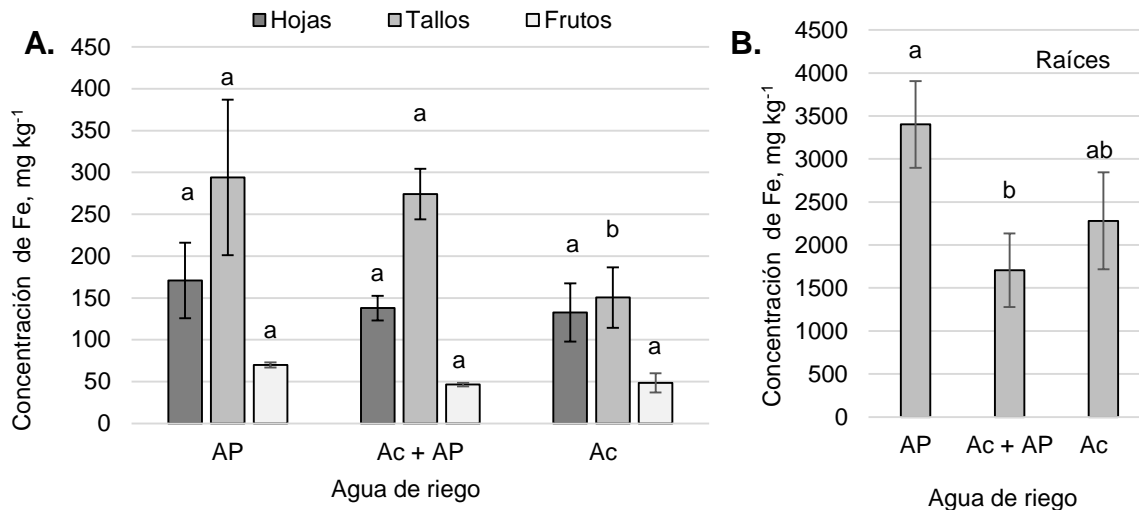 Hojas Tallos Frutos
A.
Concentración de Fe, mg kg-1
450
400
350
300
250
200
150
100
50
0
a
a
a
a
a
a
a
b
a
AP Ac + AP Ac
Agua de riego
B.
Raíces
Concentración de Fe, mg kg-1
4500
4000
3500
3000
2500
2000
1500
1000
500
0
a
b
ab
AP Ac + AP Ac
Agua de riego